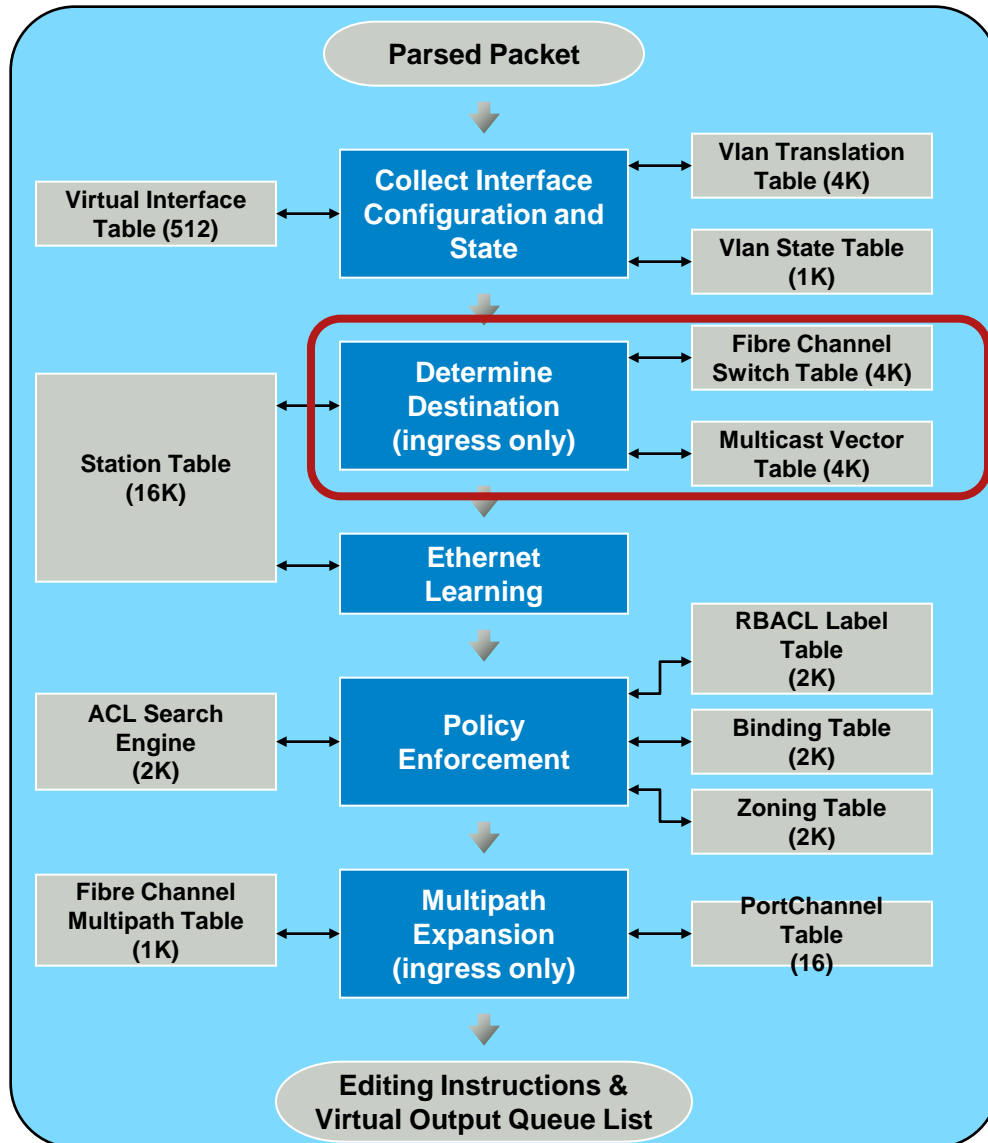 Parsed Packet
Collect Interface
Configuration and
State
Virtual Interface
Table (512)
Vlan Translation
Table (4K)
Vlan State Table
(1K)
Determine
Destination
(ingress only)
Fibre Channel
Switch Table (4K)
Multicast Vector
Table (4K)
Station Table
(16K)
Ethernet
Learning
Policy
Enforcement
ACL Search
Engine
(2K)
RBACL Label
Table
(2K)
Binding Table
(2K)
Zoning Table
(2K)
Multipath
Expansion
(ingress only)
Fibre Channel
Multipath Table
(1K)
PortChannel
Table
(16)
Editing Instructions &
Virtual Output Queue List